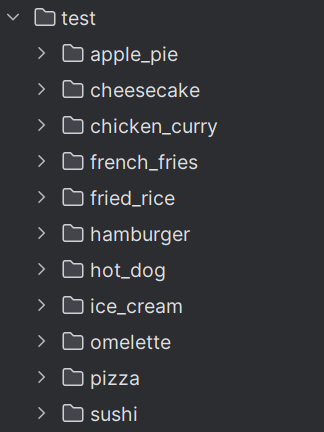 test
apple_pie
cheesecake
chicken_curry
french_fries
fried_rice
hamburger
hot_dog
ice_cream
omelette
pizza
sushi